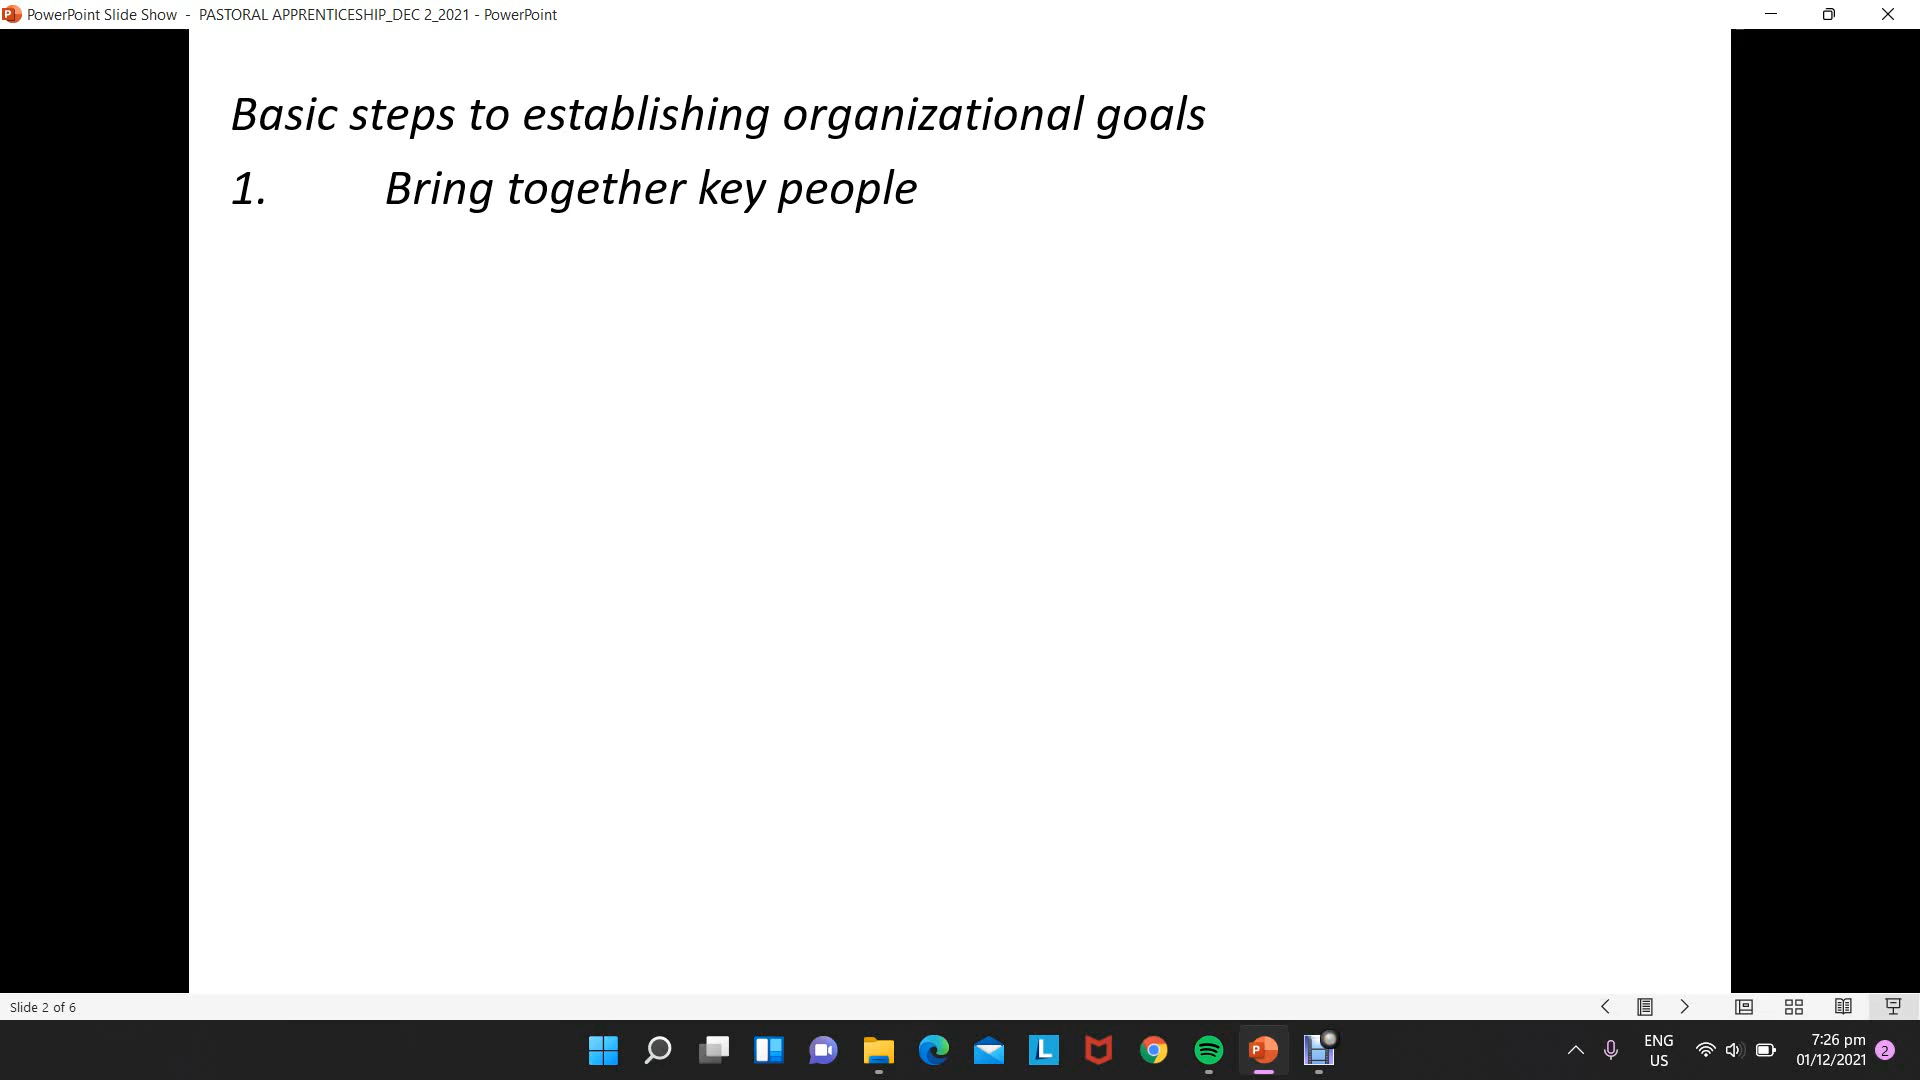 PowerPoint Slide Show - PASTORAL APPRENTICESHIP_DEC 2_2021 - PowerPoint
Basic steps to establishing organizational goals
1. Bring together key people
Slide 2 of 6
ENG
US
7:26 pm
01/12/2021
2